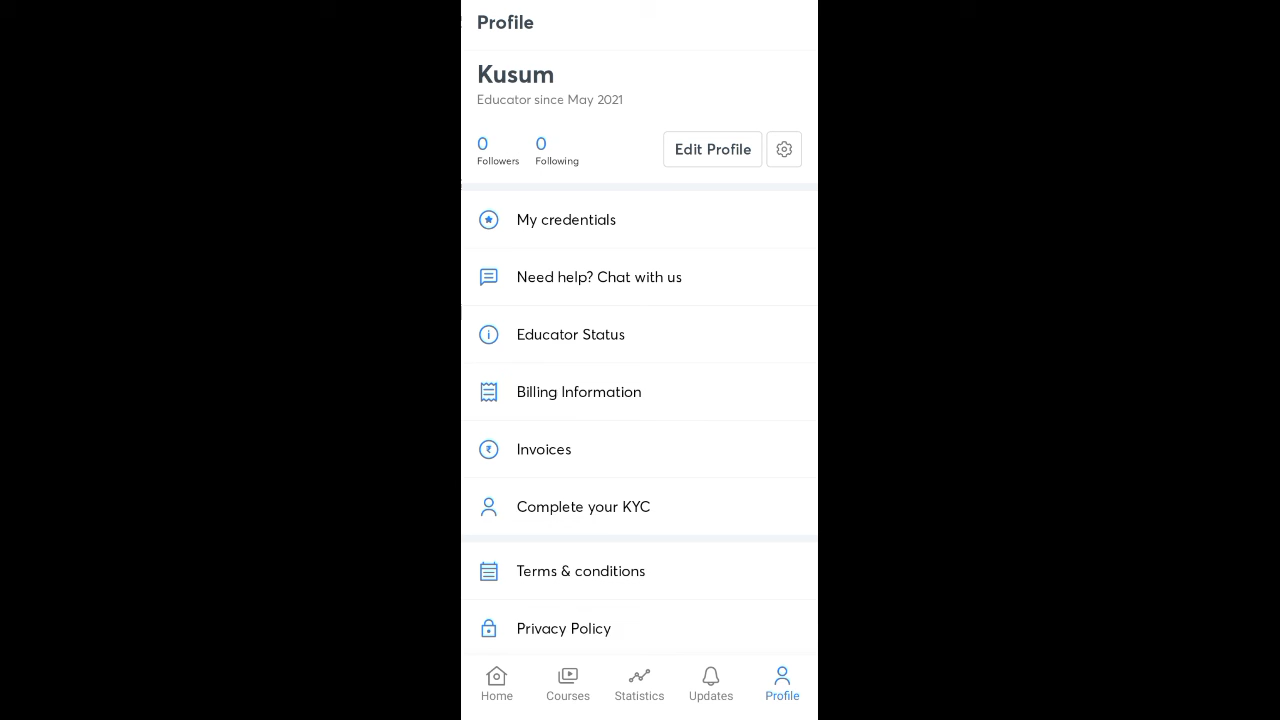 Profile
Kusum
Educator since May 2021
0 0
Followers Following
Edit Profile
My credentials
Need help? Chat with us
Educator Status
Billing Information
₹ Invoices
Complete your KYC
Terms & conditions
Privacy Policy
Home Courses Statistics Updates Profile